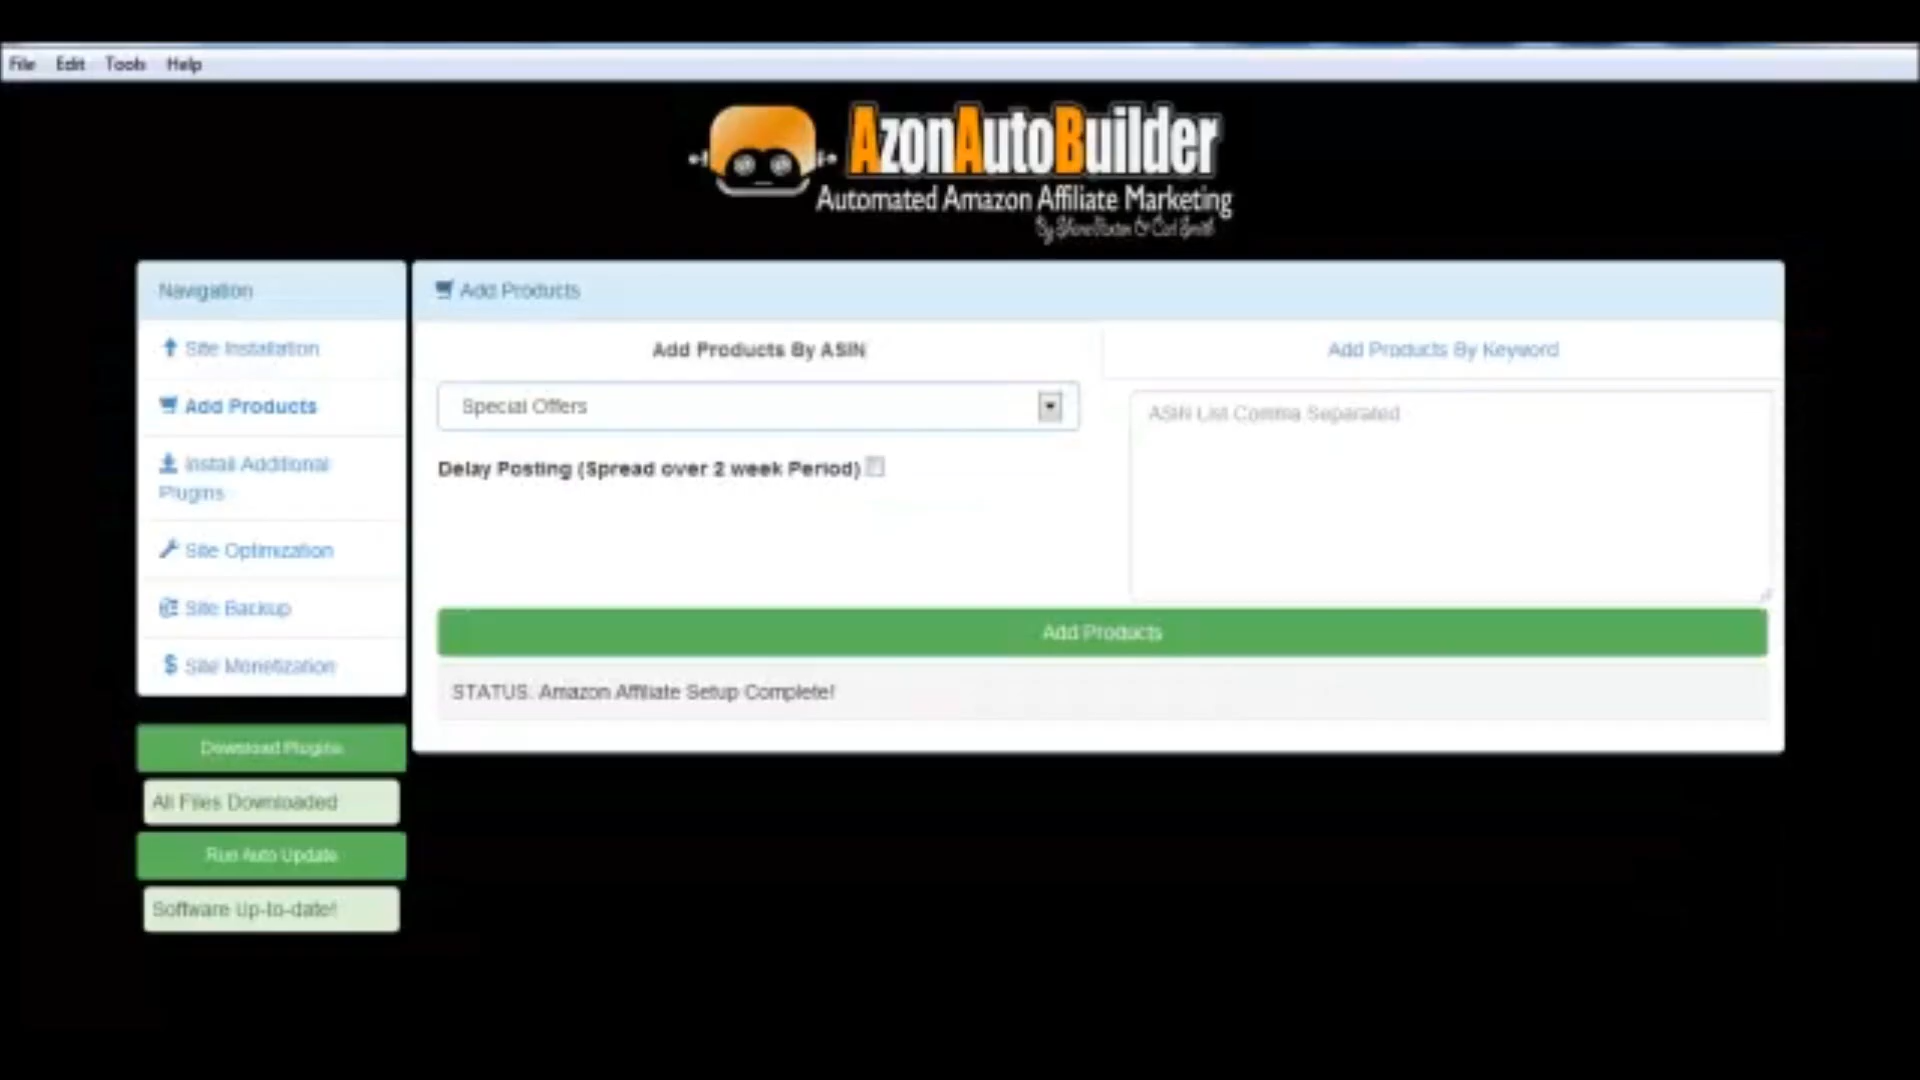 File Edit Tools Help
AzonAutoBuilder
Automated Amazon Affiliate Marketing
Navigation
Site Installation
Add Products
Install Additional
Plugins
Site Optimization
Site Backup
Site Monetization
Download Plugins
All Files Downloaded
Run Auto Update
Software Up-to-date!
Add Products
Add Products By ASIN
Add Products By Keyword
Special Offers
ASIN List Comma Separated
Delay Posting (Spread over 2 week Period)
Add Products
STATUS: Amazon Affiliate Setup Complete!